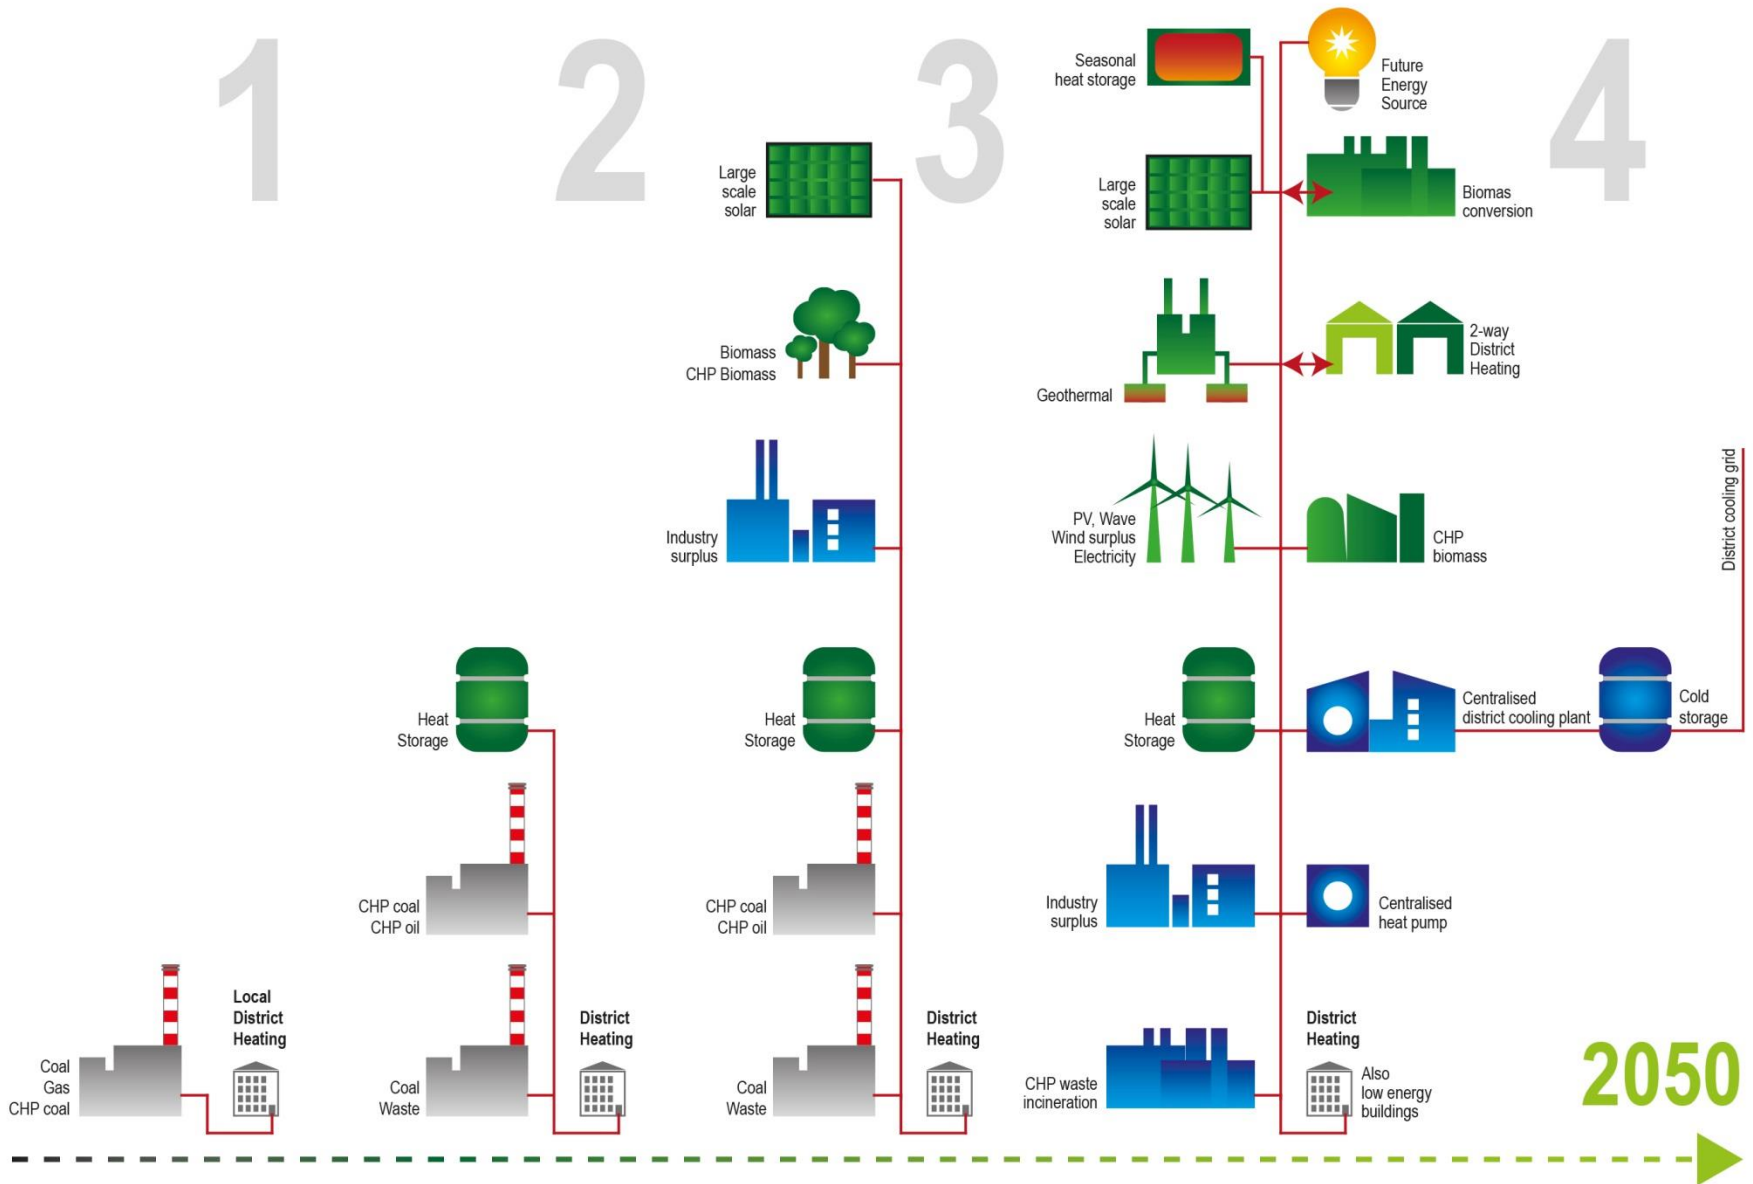 1
2
3
4
Coal
Gas
CHP coal
Local
District
Heating
Heat
Storage
CHP coal
CHP oil
Coal
Waste
District
Heating
Large
scale
solar
Biomass
CHP Biomass
Industry
surplus
Heat
Storage
CHP coal
CHP oil
Coal
Waste
District
Heating
Seasonal
heat storage
Future
Energy
Source
Large
scale
solar
Biomas
conversion
Geothermal
2-way
District
Heating
PV, Wave
Wind surplus
Electricity
CHP
biomass
Heat
Storage
Centralised
district cooling plant
Cold
storage
District cooling grid
Industry
surplus
Centralised
heat pump
CHP waste
incineration
District
Heating
Also
low energy
buildings
2050